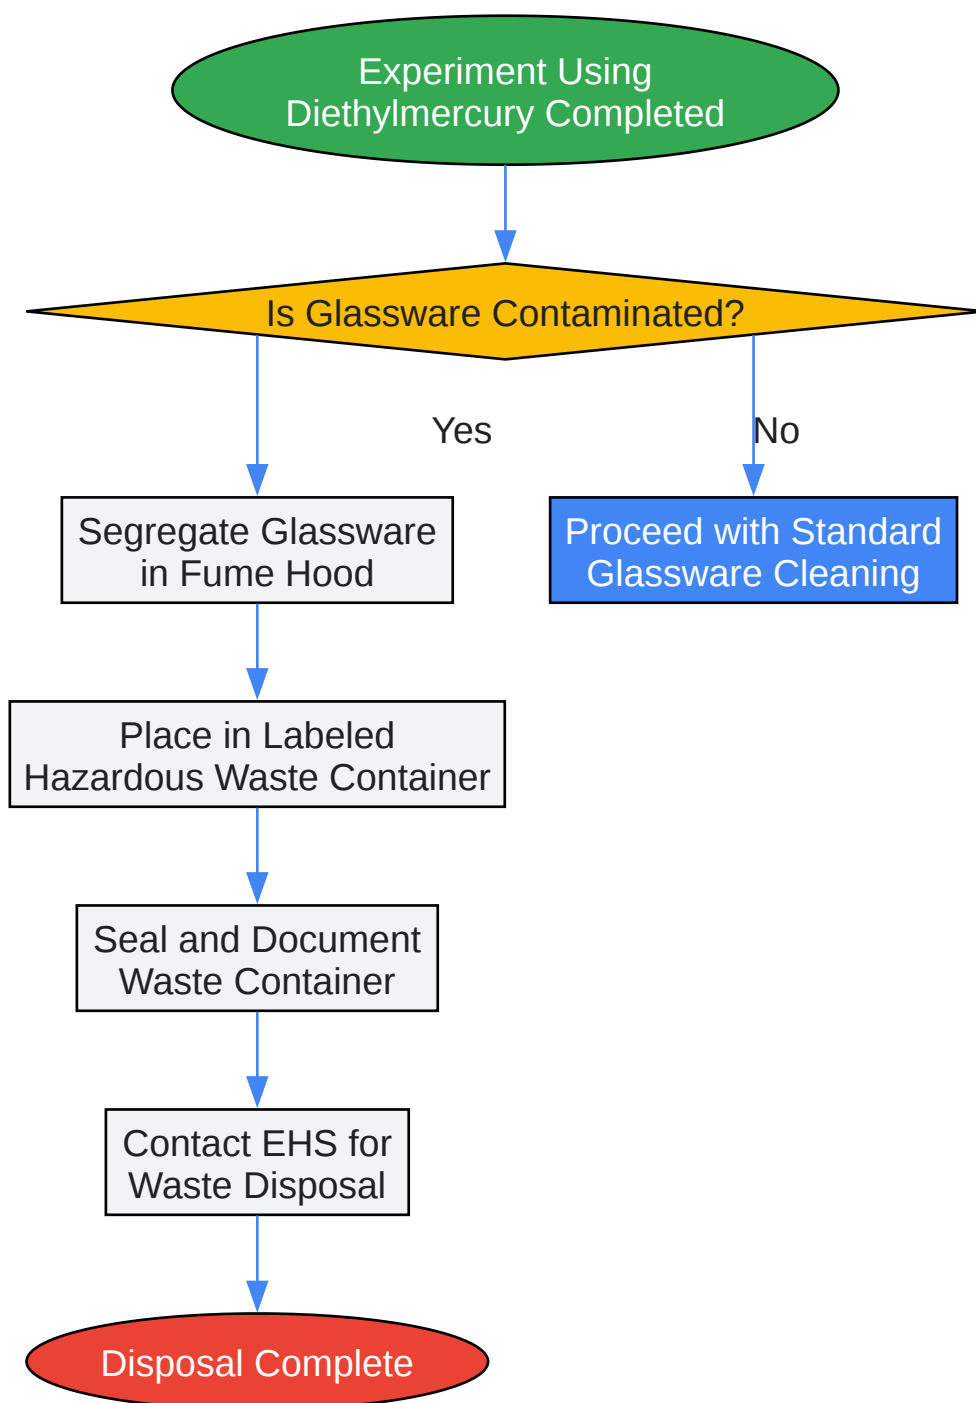 Experiment Using
Diethylmercury Completed
Is Glassware Contaminated?
Yes
No
Segregate Glassware
in Fume Hood
Proceed with Standard
Glassware Cleaning
Place in Labeled
Hazardous Waste Container
Seal and Document
Waste Container
Contact EHS for
Waste Disposal
Disposal Complete